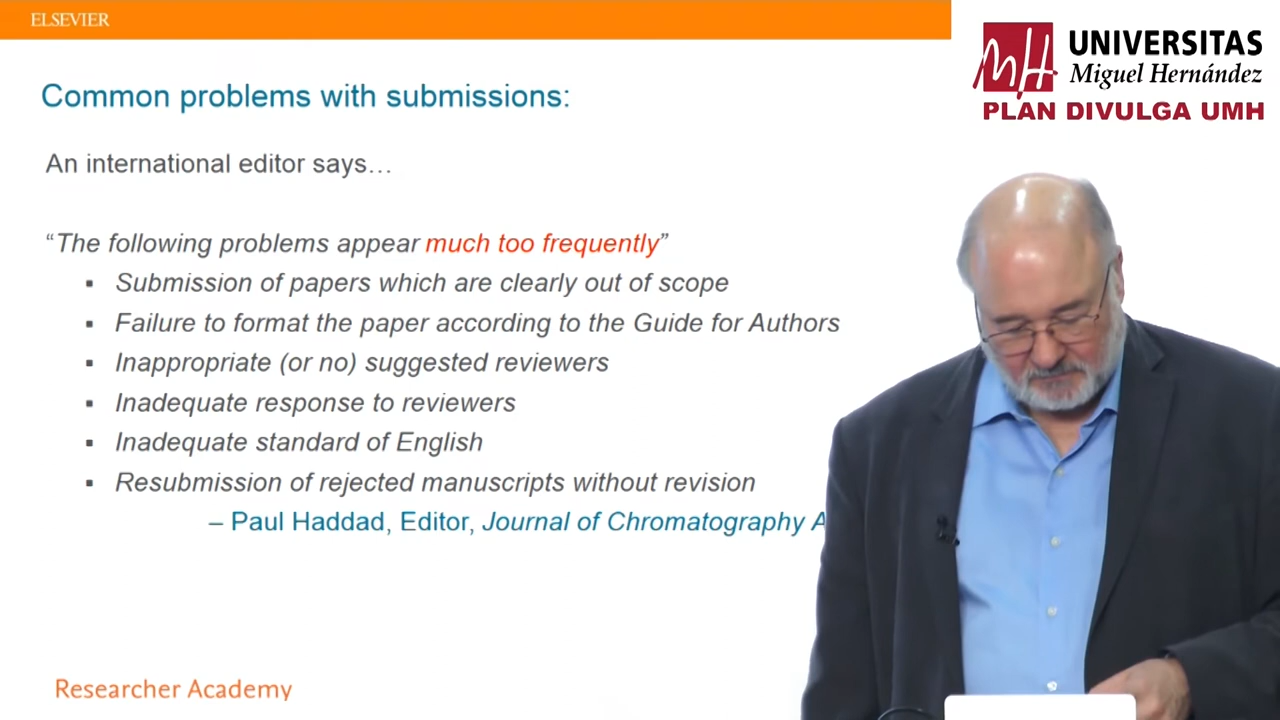 ELSEVIER
UNIVERSITAS
Miguel Hernández
PLAN DIVULGA UMH
Common problems with submissions:
An international editor says…
“The following problems appear much too frequently”
▪ Submission of papers which are clearly out of scope
▪ Failure to format the paper according to the Guide for Authors
▪ Inappropriate (or no) suggested reviewers
▪ Inadequate response to reviewers
▪ Inadequate standard of English
▪ Resubmission of rejected manuscripts without revision
– Paul Haddad, Editor, Journal of Chromatography A
Researcher Academy